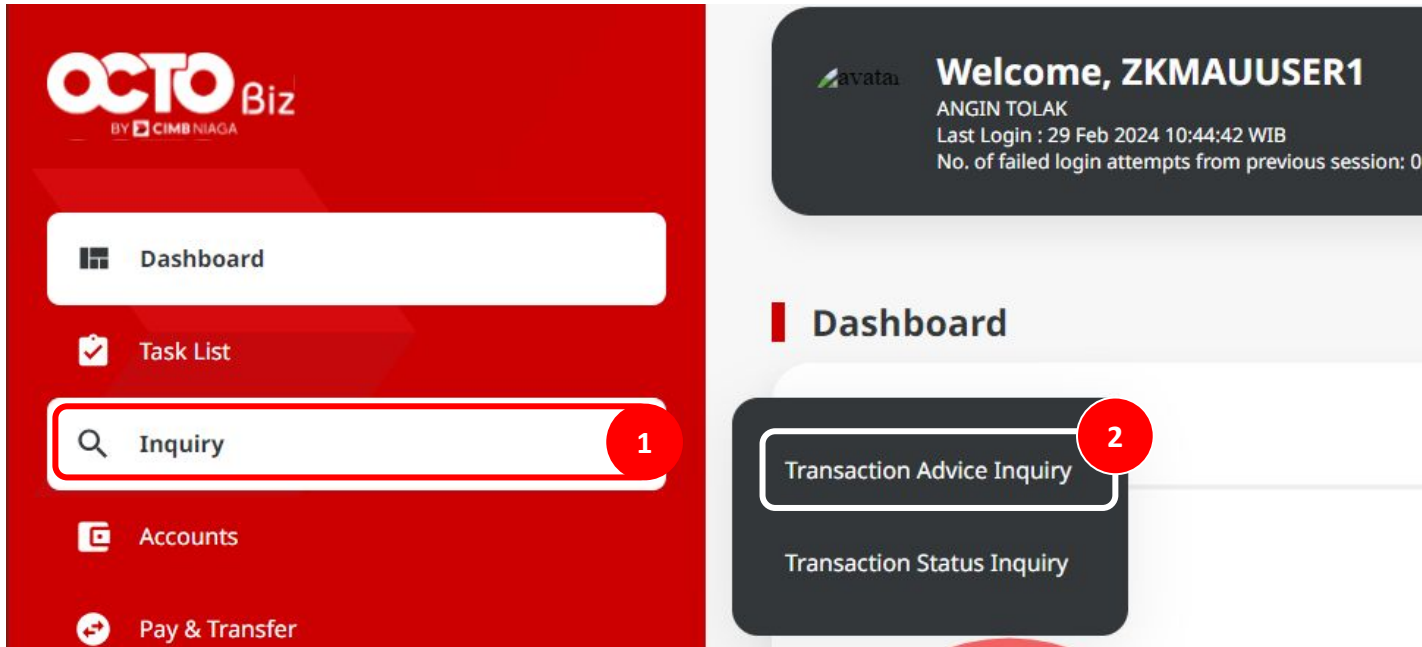 OCTO Biz
BY CIMB NIAGA
Dashboard
Task List
Inquiry
1
Accounts
Pay & Transfer
avatar
Welcome, ZKMAUUSER1
ANGIN TOLAK
Last Login : 29 Feb 2024 10:44:42 WIB
No. of failed login attempts from previous session: 0
Dashboard
2
Transaction Advice Inquiry
Transaction Status Inquiry